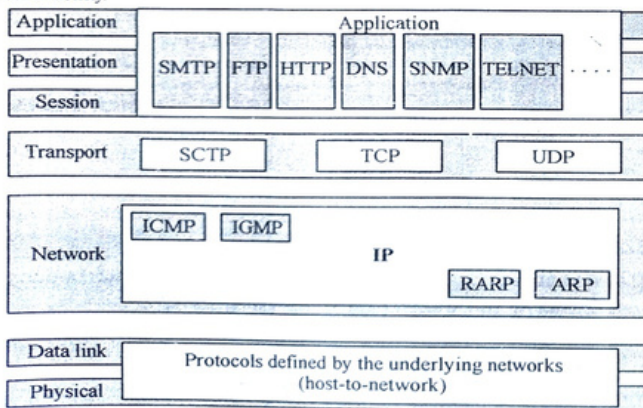 Application
Application
Presentation
SMTP FTP HTTP DNS SNMP TELNET ····
Session
Transport SCTP TCP UDP
ICMP IGMP
Network IP
RARP ARP
Data link
Protocols defined by the underlying networks
(host-to-network)
Physical